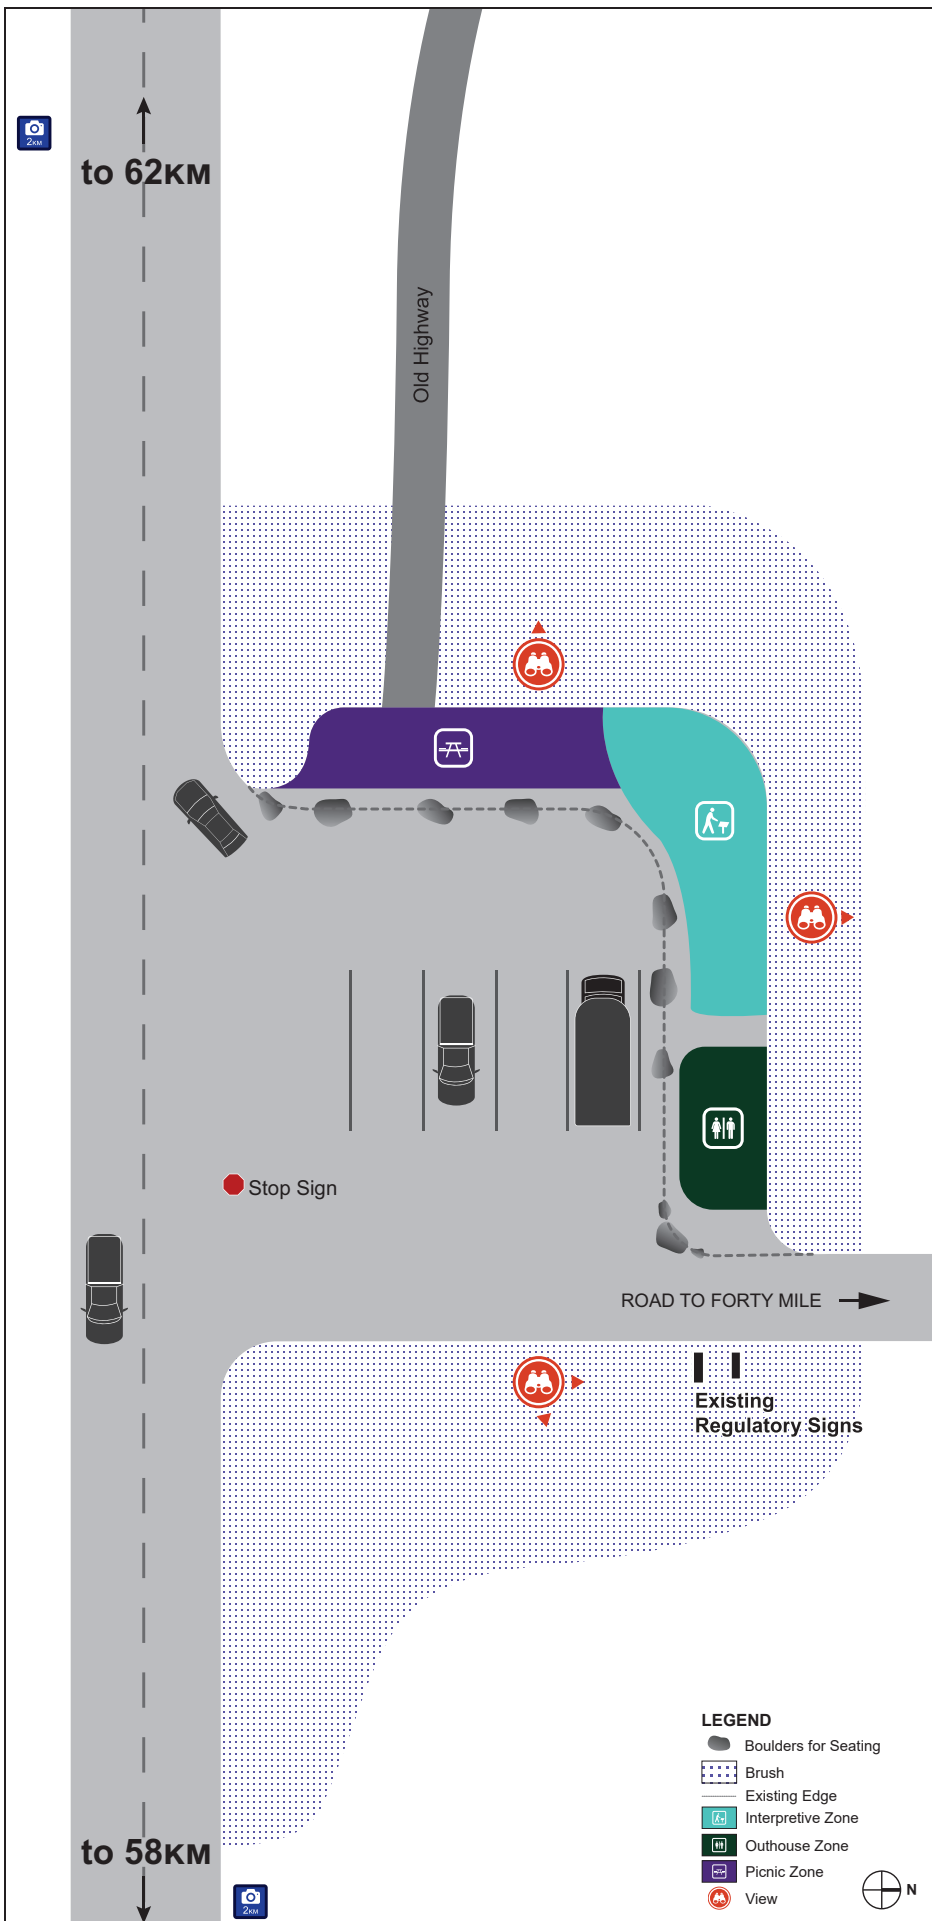 2KM
to 62KM
Old Highway
Stop Sign
ROAD TO FORTY MILE
Existing
Regulatory Signs
LEGEND
Boulders for Seating
Brush
Existing Edge
Interpretive Zone
Outhouse Zone
Picnic Zone
View
N
to 58KM
2KM